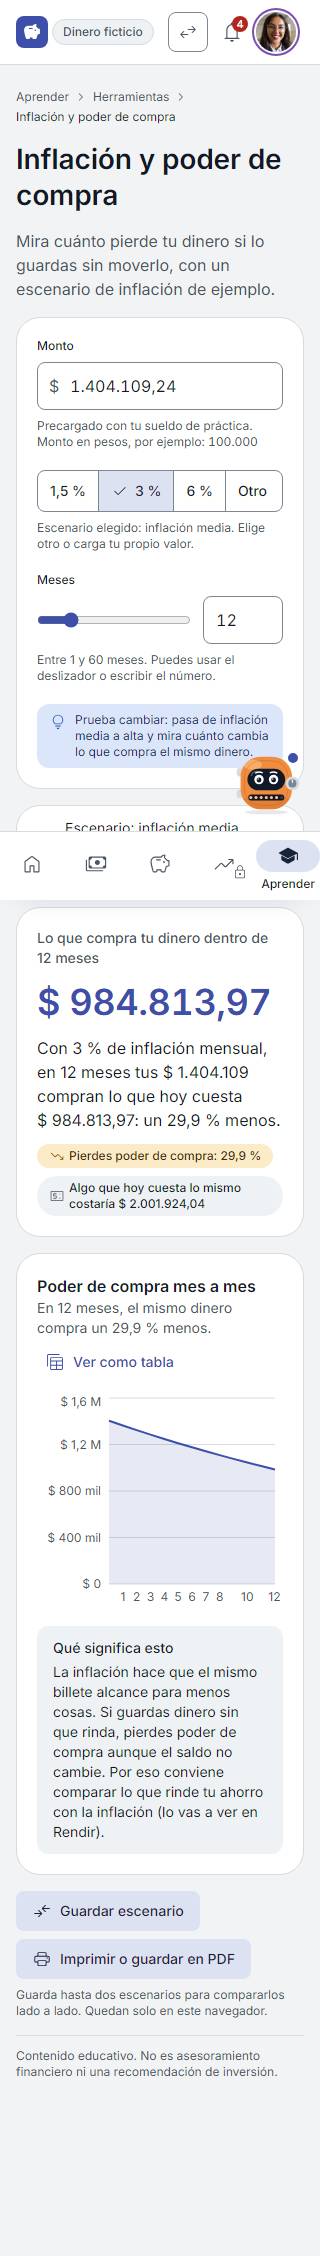 Dinero ficticio
4
Aprender > Herramientas >
Inflación y poder de compra
Inflación y poder de
compra
Mira cuánto pierde tu dinero si lo
guardas sin moverlo, con un
escenario de inflación de ejemplo.
Monto
$ 1.404.109,24
Precargado con tu sueldo de práctica.
Monto en pesos, por ejemplo: 100.000
1,5 % 3 % 6 % Otro
Escenario elegido: inflación media. Elige
otro o carga tu propio valor.
Meses
12
Entre 1 y 60 meses. Puedes usar el
deslizador o escribir el número.
Prueba cambiar: pasa de inflación
media a alta y mira cuánto cambia
lo que compra el mismo dinero.
Escenario: inflación media
Aprender
Lo que compra tu dinero dentro de
12 meses
$ 984.813,97
Con 3 % de inflación mensual,
en 12 meses tus $ 1.404.109
compran lo que hoy cuesta
$ 984.813,97: un 29,9 % menos.
Pierdes poder de compra: 29,9 %
Algo que hoy cuesta lo mismo
costaría $ 2.001.924,04
Poder de compra mes a mes
En 12 meses, el mismo dinero
compra un 29,9 % menos.
Ver como tabla
$ 1,6 M
$ 1,2 M
$ 800 mil
$ 400 mil
$ 0
1 2 3 4 5 6 7 8 10 12
Qué significa esto
La inflación hace que el mismo
billete alcance para menos
cosas. Si guardas dinero sin
que rinda, pierdes poder de
compra aunque el saldo no
cambie. Por eso conviene
comparar lo que rinde tu ahorro
con la inflación (lo vas a ver en
Rendir).
Guardar escenario
Imprimir o guardar en PDF
Guarda hasta dos escenarios para compararlos
lado a lado. Quedan solo en este navegador.
Contenido educativo. No es asesoramiento
financiero ni una recomendación de inversión.